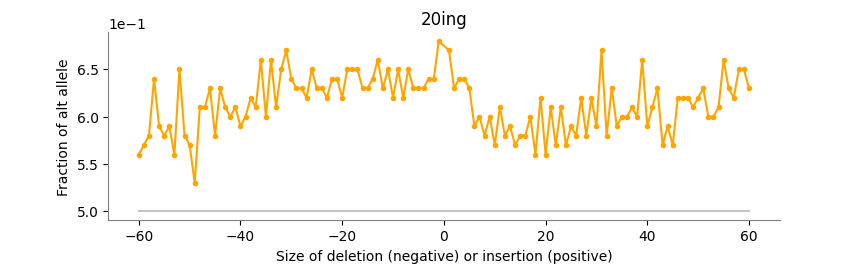 20ing
1e−1
6.5
6.0
5.5
5.0
Fraction of alt allele
−60 −40 −20 0 20 40 60
Size of deletion (negative) or insertion (positive)